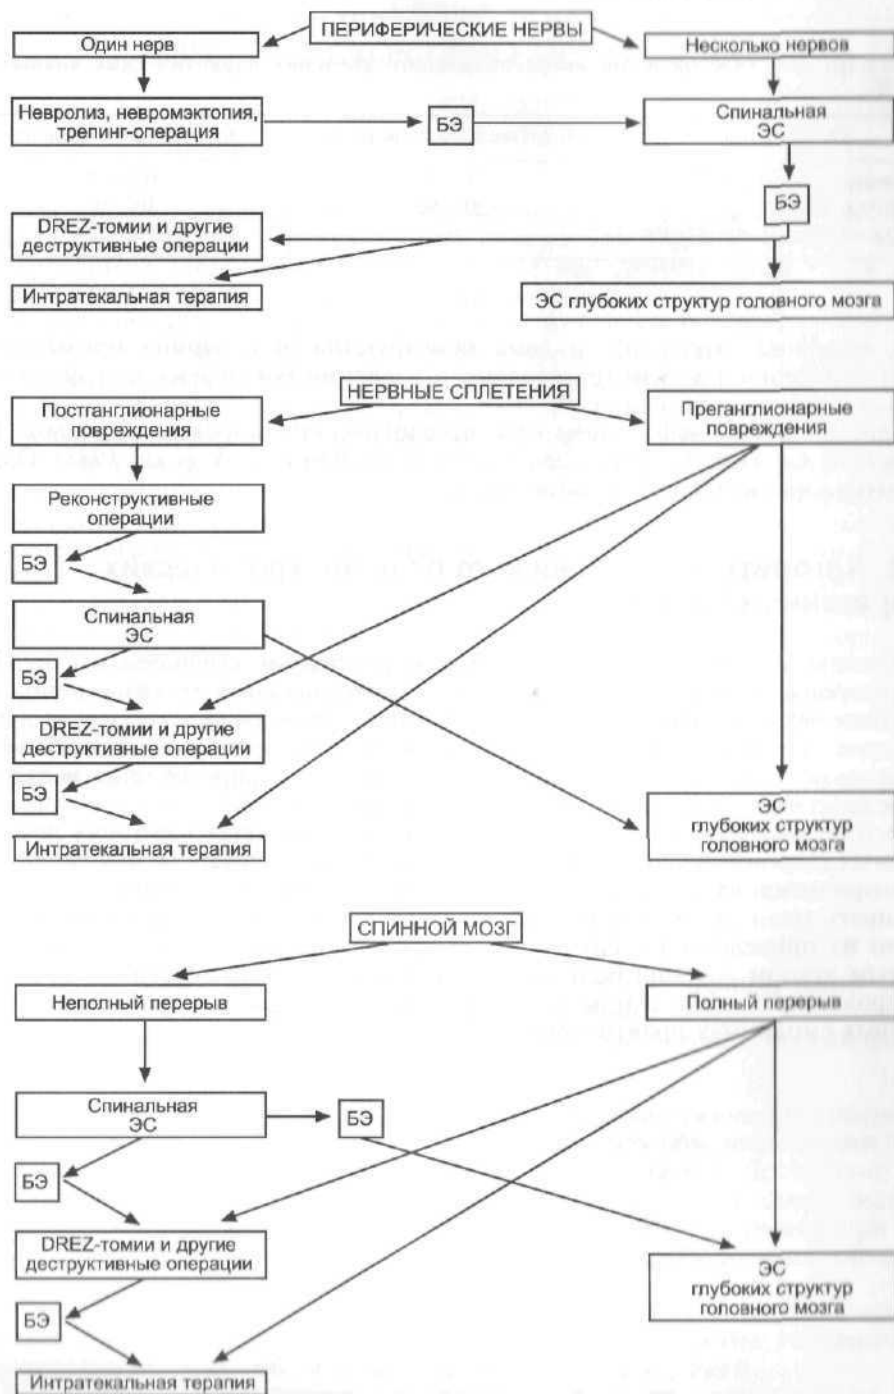 ПЕРИФЕРИЧЕСКИЕ НЕРВЫ
Один нерв
Несколько нервов
Невролиз, невромэктопия,
трепинг-операция
БЭ
Спинальная
ЭС
БЭ
DREZ-томии и другие
деструктивные операции
Интратекальная терапия
ЭС глубоких структур головного мозга
НЕРВНЫЕ СПЛЕТЕНИЯ
Постганглионарные
повреждения
Преганглионарные
повреждения
Реконструктивные
операции
БЭ
Спинальная
ЭС
БЭ
DREZ-томии и другие
деструктивные операции
БЭ
Интратекальная терапия
ЭС
глубоких структур
головного мозга
СПИННОЙ МОЗГ
Неполный перерыв
Полный перерыв
Спинальная
ЭС
БЭ
БЭ
DREZ-томии и другие
деструктивные операции
БЭ
Интратекальная терапия
ЭС
глубоких структур
головного мозга